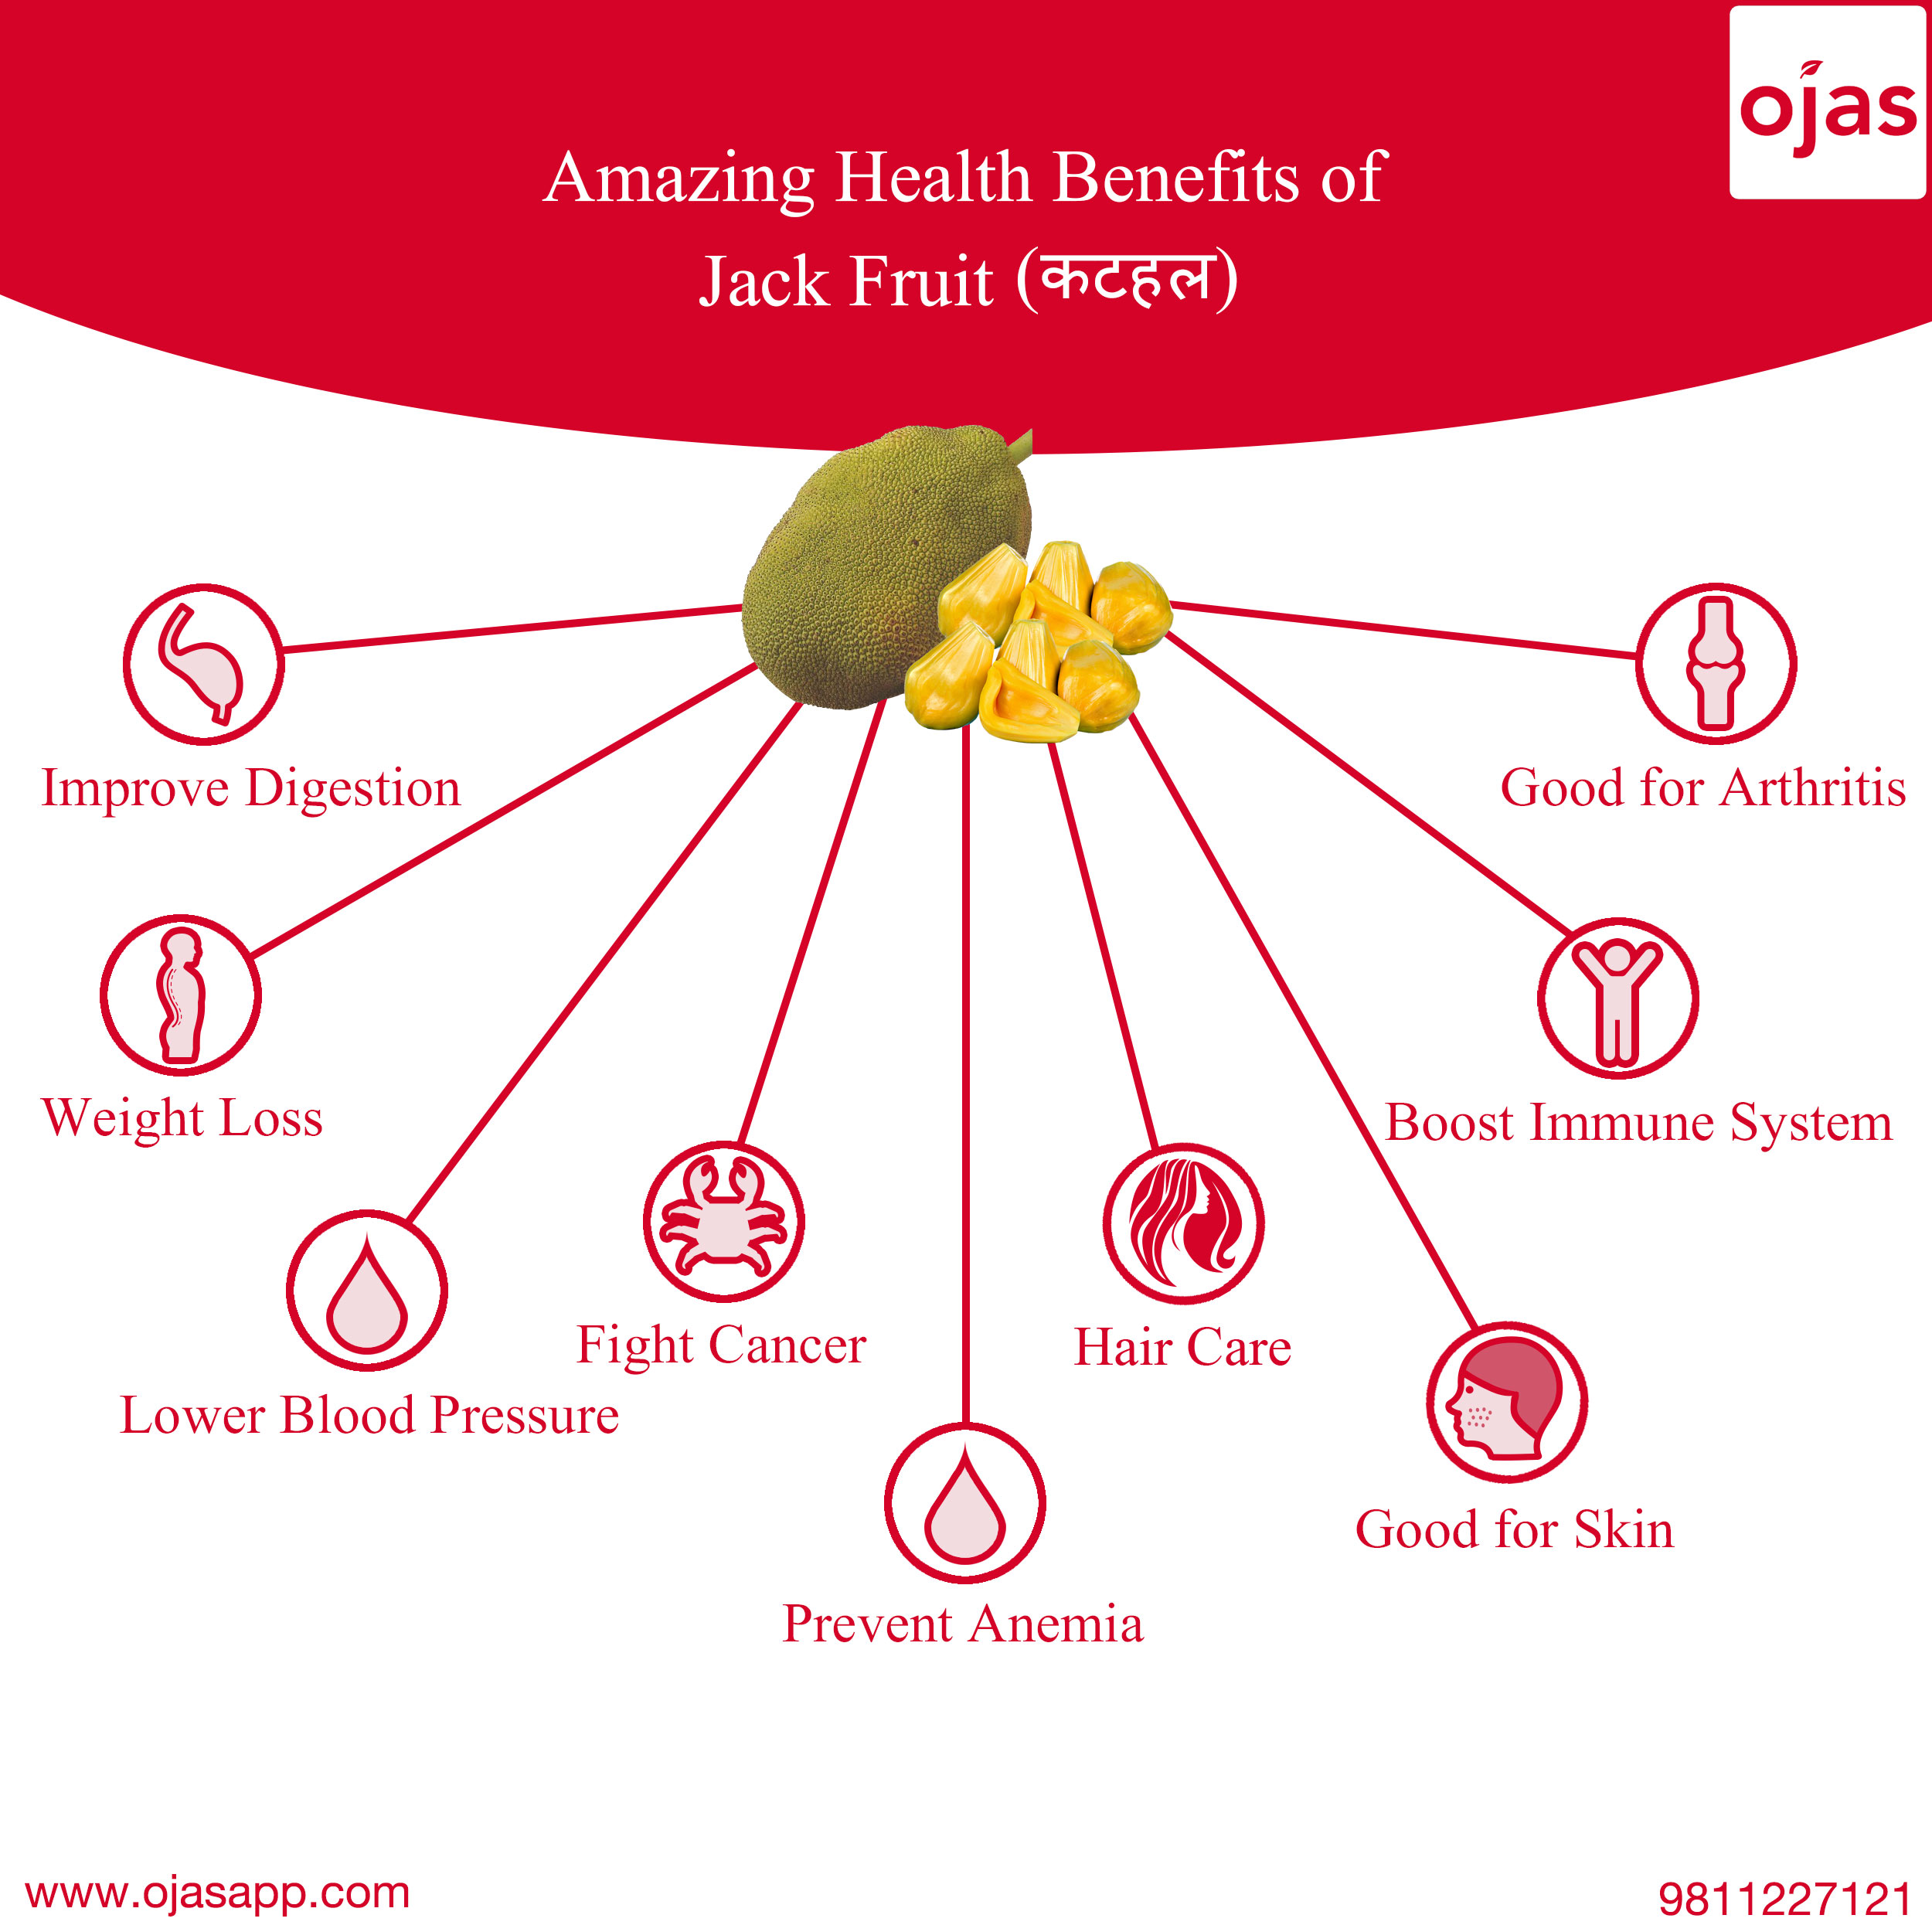 ojas
Amazing Health Benefits of
Jack Fruit (कटहल)
Improve Digestion
Good for Arthritis
Weight Loss
Boost Immune System
Fight Cancer
Hair Care
Lower Blood Pressure
Good for Skin
Prevent Anemia
www.ojasapp.com
9811227121